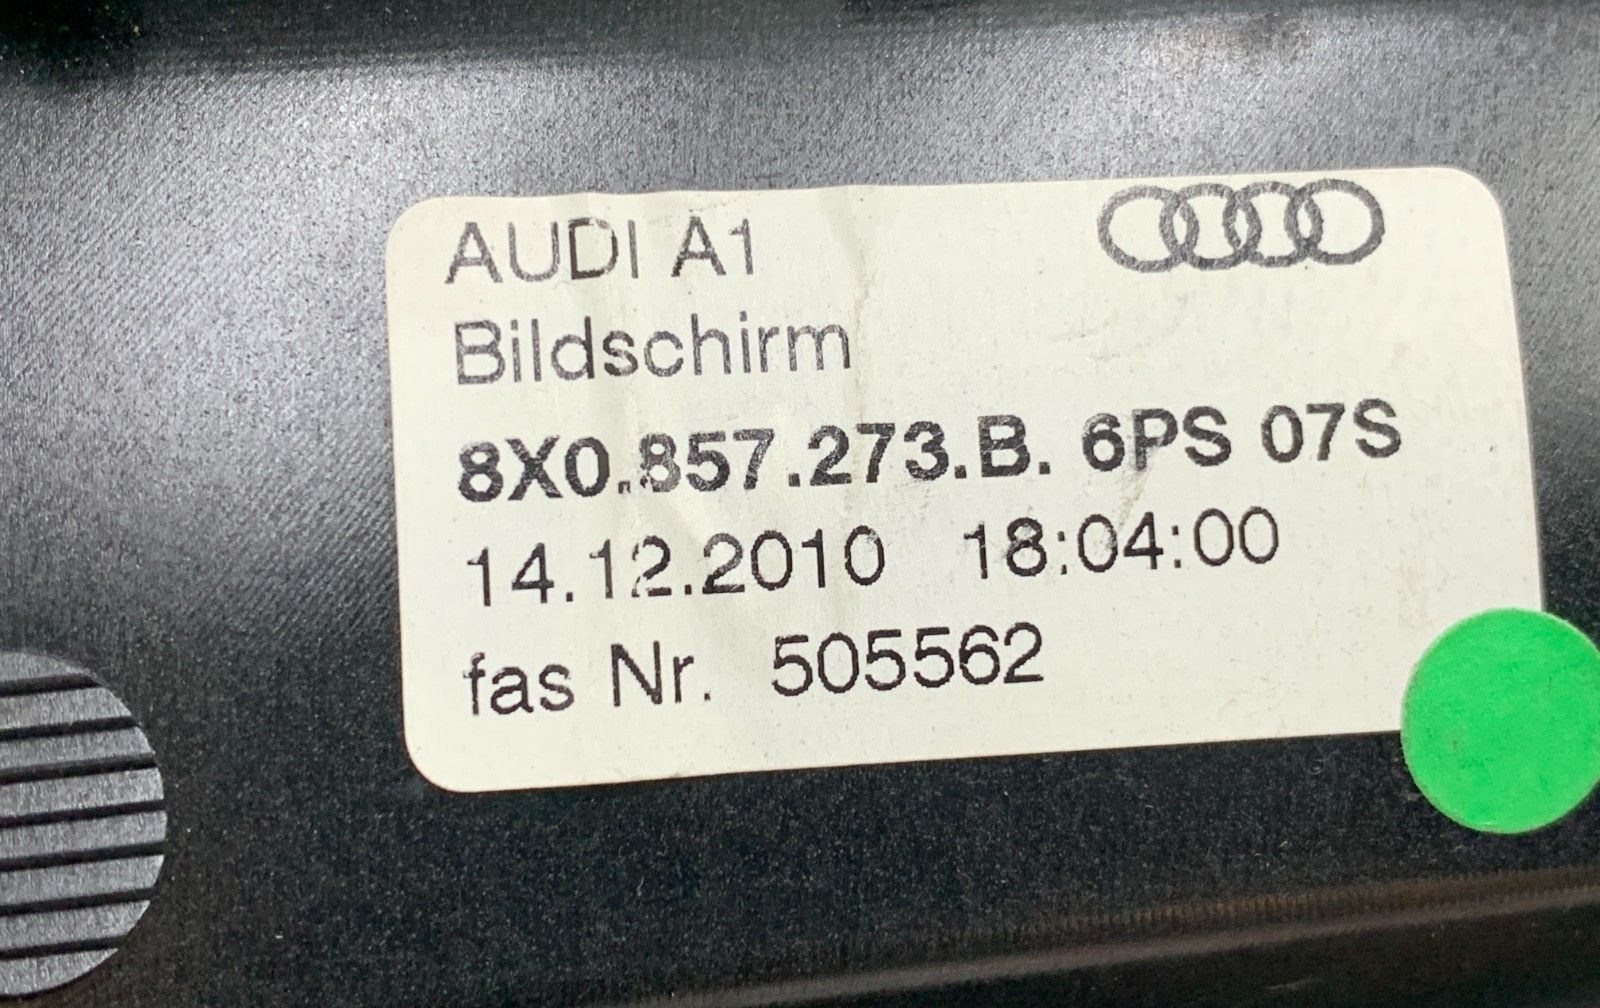 AUDI A1
Bildschirm
8X0.857.273.B. 6PS 07S
14.12.2010 18:04:00
fas Nr. 505562